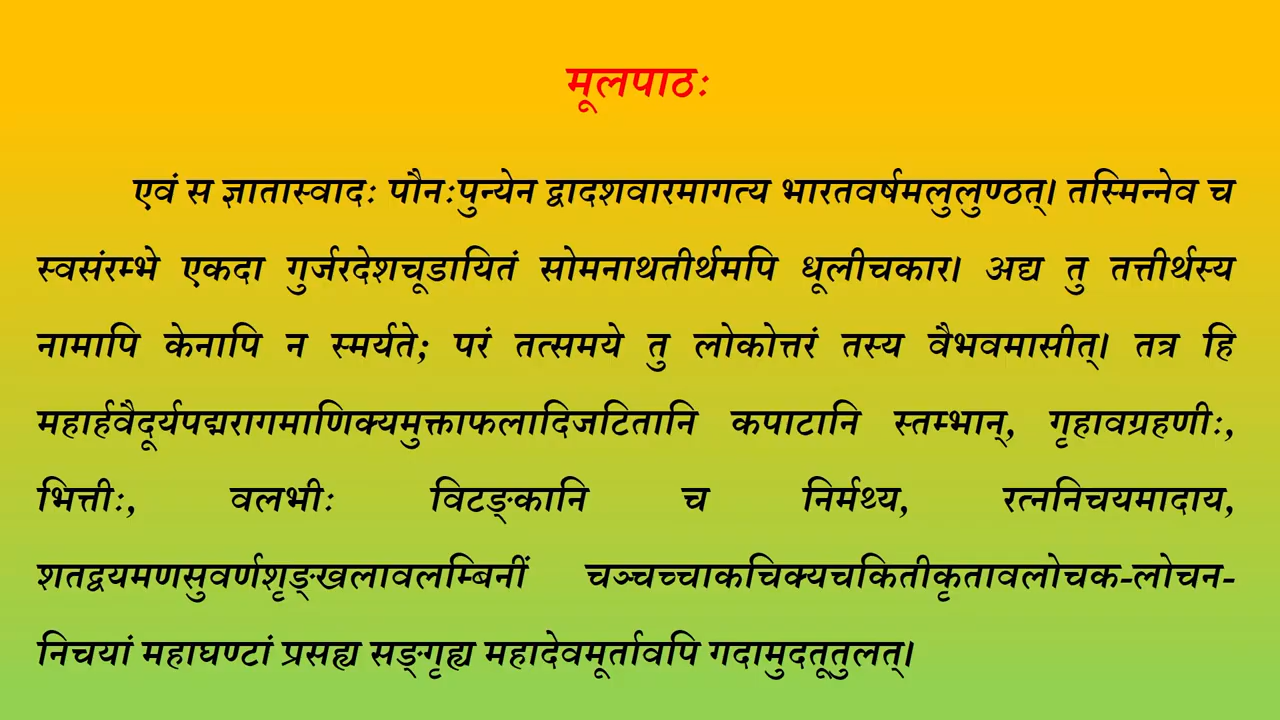 मूलपाठः
एवं स ज्ञातास्वादः पौनःपुन्येन द्वादशवारमागत्य भारतवर्षमलुलुण्ठत्। तस्मिन्नेव च
स्वसंरम्भे एकदा गुर्जरदेशचूडायितं सोमनाथतीर्थमपि धूलीचकार। अद्य तु तत्तीर्थस्य
नामापि केनापि न स्मर्यते; परं तत्समये तु लोकोत्तरं तस्य वैभवमासीत्। तत्र हि
महार्हवैदूर्यपद्मरागमाणिक्यमुक्ताफलादिजटितानि कपाटानि स्तम्भान्, गृहावग्रहणीः,
भित्तीः, वलभीः विटङ्कानि च निर्मथ्य, रत्ननिचयमादाय,
शतद्वयमणसुवर्णशृङ्खलावलम्बिनीं चञ्चच्चाकचिक्यचकितीकृतावलोचक-लोचन-
निचयां महाघण्टां प्रसह्य सङ्गृह्य महादेवमूर्तावपि गदामुदतूतुलत्।